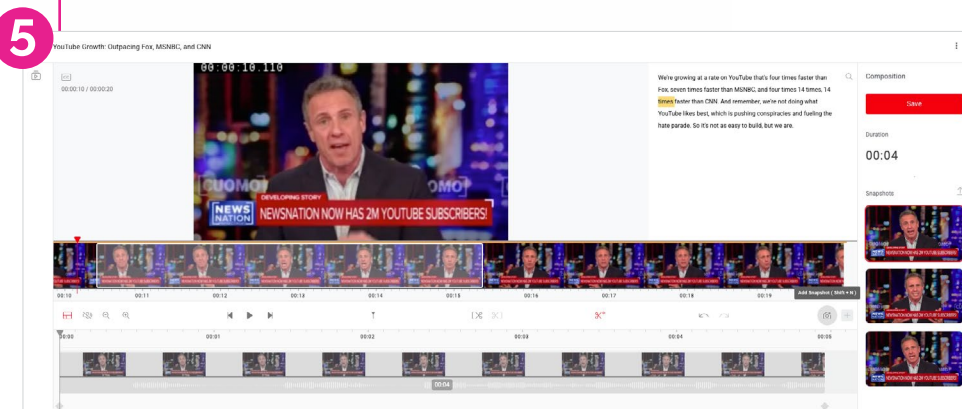 5
YouTube Growth: Outpacing Fox, MSNBC, and CNN
00:00:10 / 00:00:20
00:00:10.110
CUOMO
OMO
DEVELOPING STORY
NEWS NATION
NEWSNATION NOW HAS 2M YOUTUBE SUBSCRIBERS!
We're growing at a rate on YouTube that's four times faster than
Fox, seven times faster than MSNBC, and four times 14 times, 14
times faster than CNN. And remember, we're not doing what
YouTube likes best, which is pushing conspiracies and fueling the
hate parade. So it's not as easy to build, but we are.
Composition
Save
Duration
00:04
Snapshots
00:10 00:11 00:12 00:13 00:14 00:15 00:16 00:17 00:18 00:19
Add Snapshot ( Shift + N )
00:00 00:01 00:02 00:03 00:04 00:05
00:04